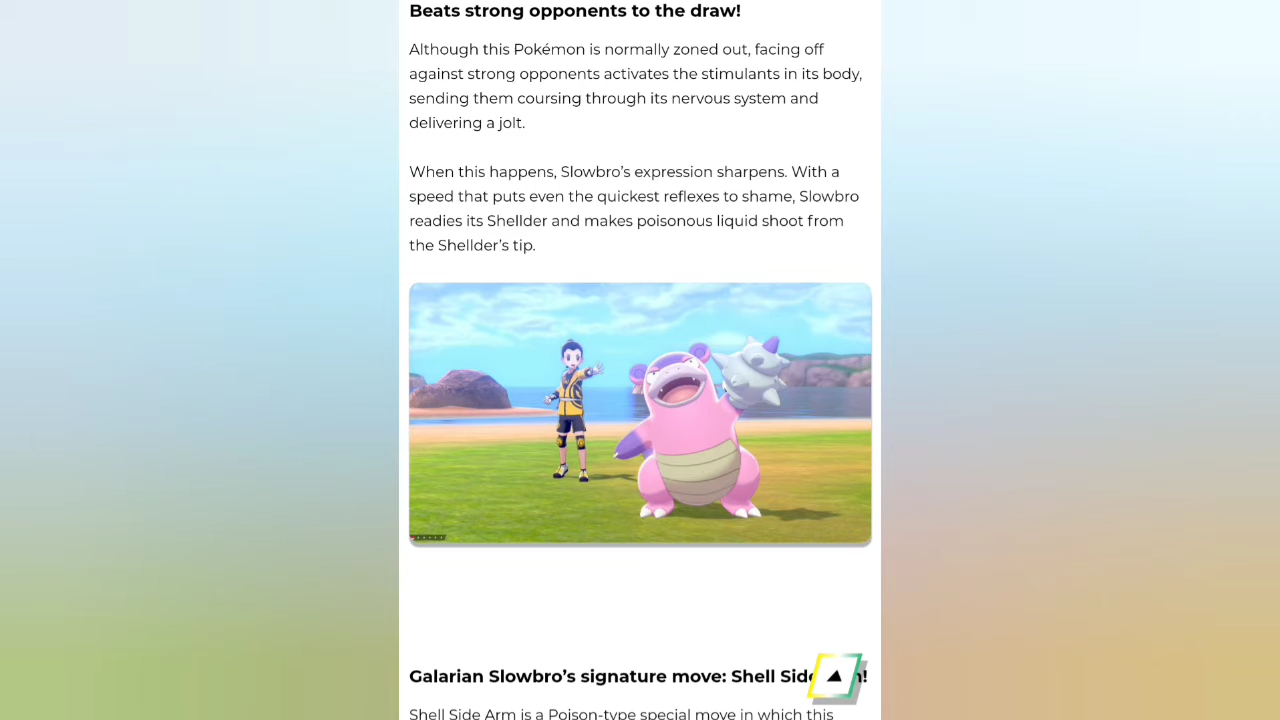 Beats strong opponents to the draw!
Although this Pokémon is normally zoned out, facing off
against strong opponents activates the stimulants in its body,
sending them coursing through its nervous system and
delivering a jolt.
When this happens, Slowbro’s expression sharpens. With a
speed that puts even the quickest reflexes to shame, Slowbro
readies its Shellder and makes poisonous liquid shoot from
the Shellder’s tip.
Galarian Slowbro’s signature move: Shell Side
Shell Side Arm is a Poison-type special move in which this